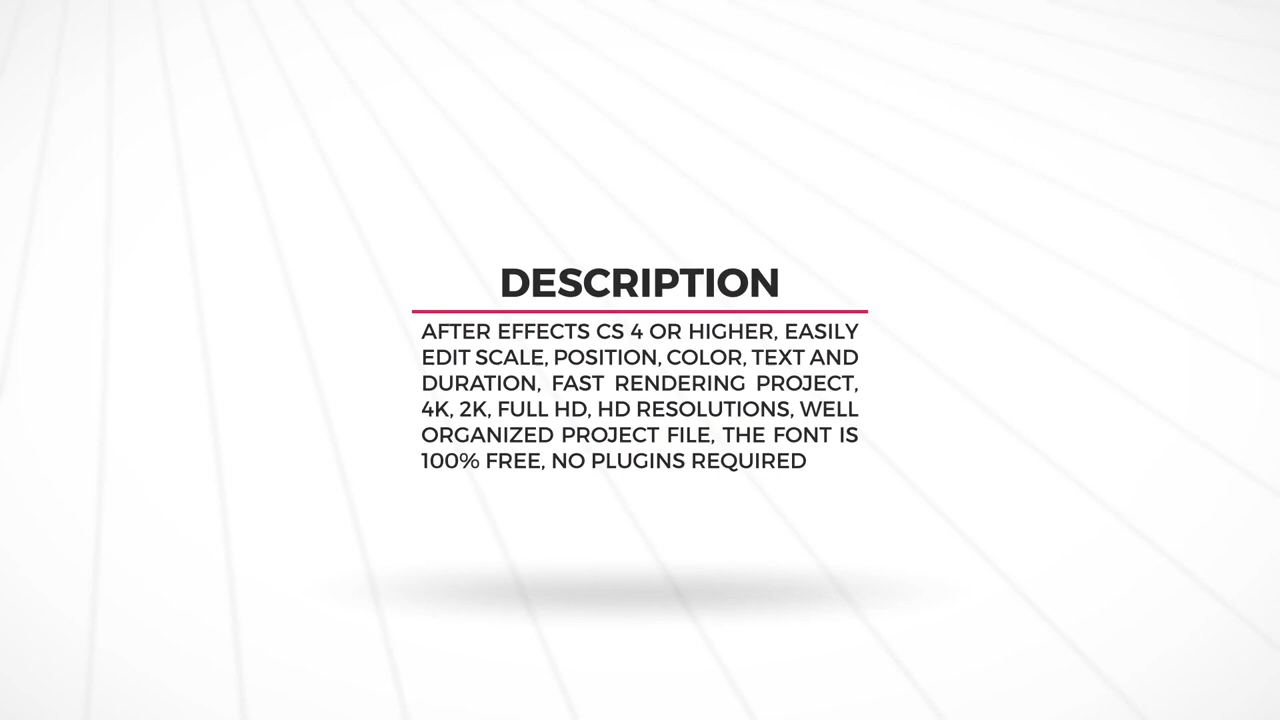 DESCRIPTION
AFTER EFFECTS CS 4 OR HIGHER, EASILY
EDIT SCALE, POSITION, COLOR, TEXT AND
DURATION, FAST RENDERING PROJECT,
4K, 2K, FULL HD, HD RESOLUTIONS, WELL
ORGANIZED PROJECT FILE, THE FONT IS
100% FREE, NO PLUGINS REQUIRED